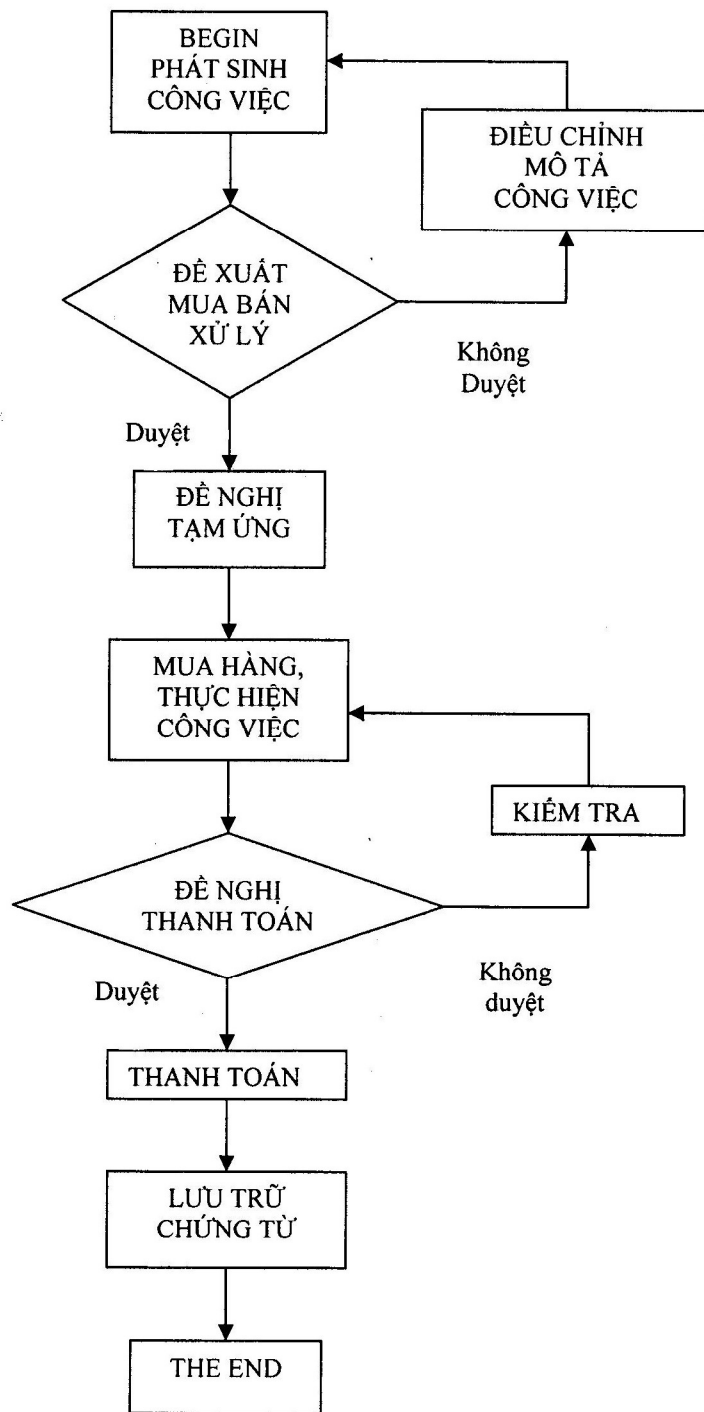 BEGIN
PHÁT SINH
CÔNG VIỆC
ĐIỀU CHỈNH
MÔ TẢ
CÔNG VIỆC
ĐỀ XUẤT
MUA BÁN
XỬ LÝ
Không
Duyệt
Duyệt
ĐỀ NGHỊ
TẠM ỨNG
MUA HÀNG,
THỰC HIỆN
CÔNG VIỆC
KIỂM TRA
ĐỀ NGHỊ
THANH TOÁN
Duyệt
Không
duyệt
THANH TOÁN
LƯU TRỮ
CHỨNG TỪ
THE END